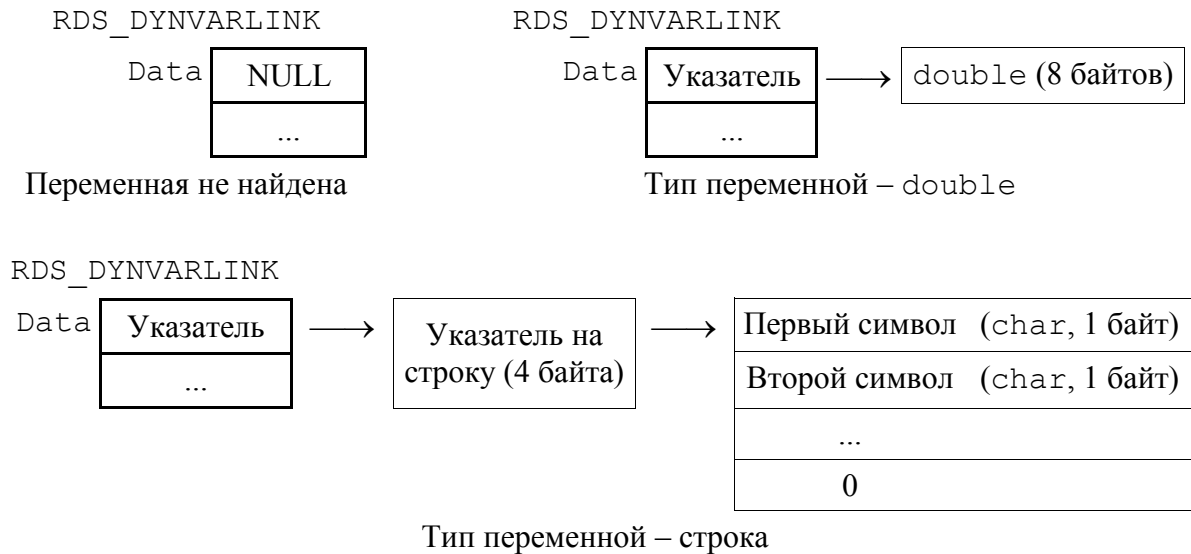 RDS_DYNVARLINK
Data NULL
...
Переменная не найдена
RDS_DYNVARLINK
Data Указатель double (8 байтов)
...
Тип переменной – double
RDS_DYNVARLINK
Data Указатель
...
Указатель на
строку (4 байта)
Первый символ (char, 1 байт)
Второй символ (char, 1 байт)
...
0
Тип переменной – строка